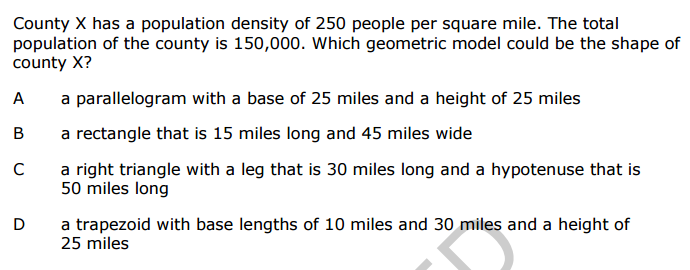 County X has a population density of 250 people per square mile. The total
population of the county is 150,000. Which geometric model could be the shape of
county X?
A a parallelogram with a base of 25 miles and a height of 25 miles
B a rectangle that is 15 miles long and 45 miles wide
C a right triangle with a leg that is 30 miles long and a hypotenuse that is
50 miles long
D a trapezoid with base lengths of 10 miles and 30 miles and a height of
25 miles